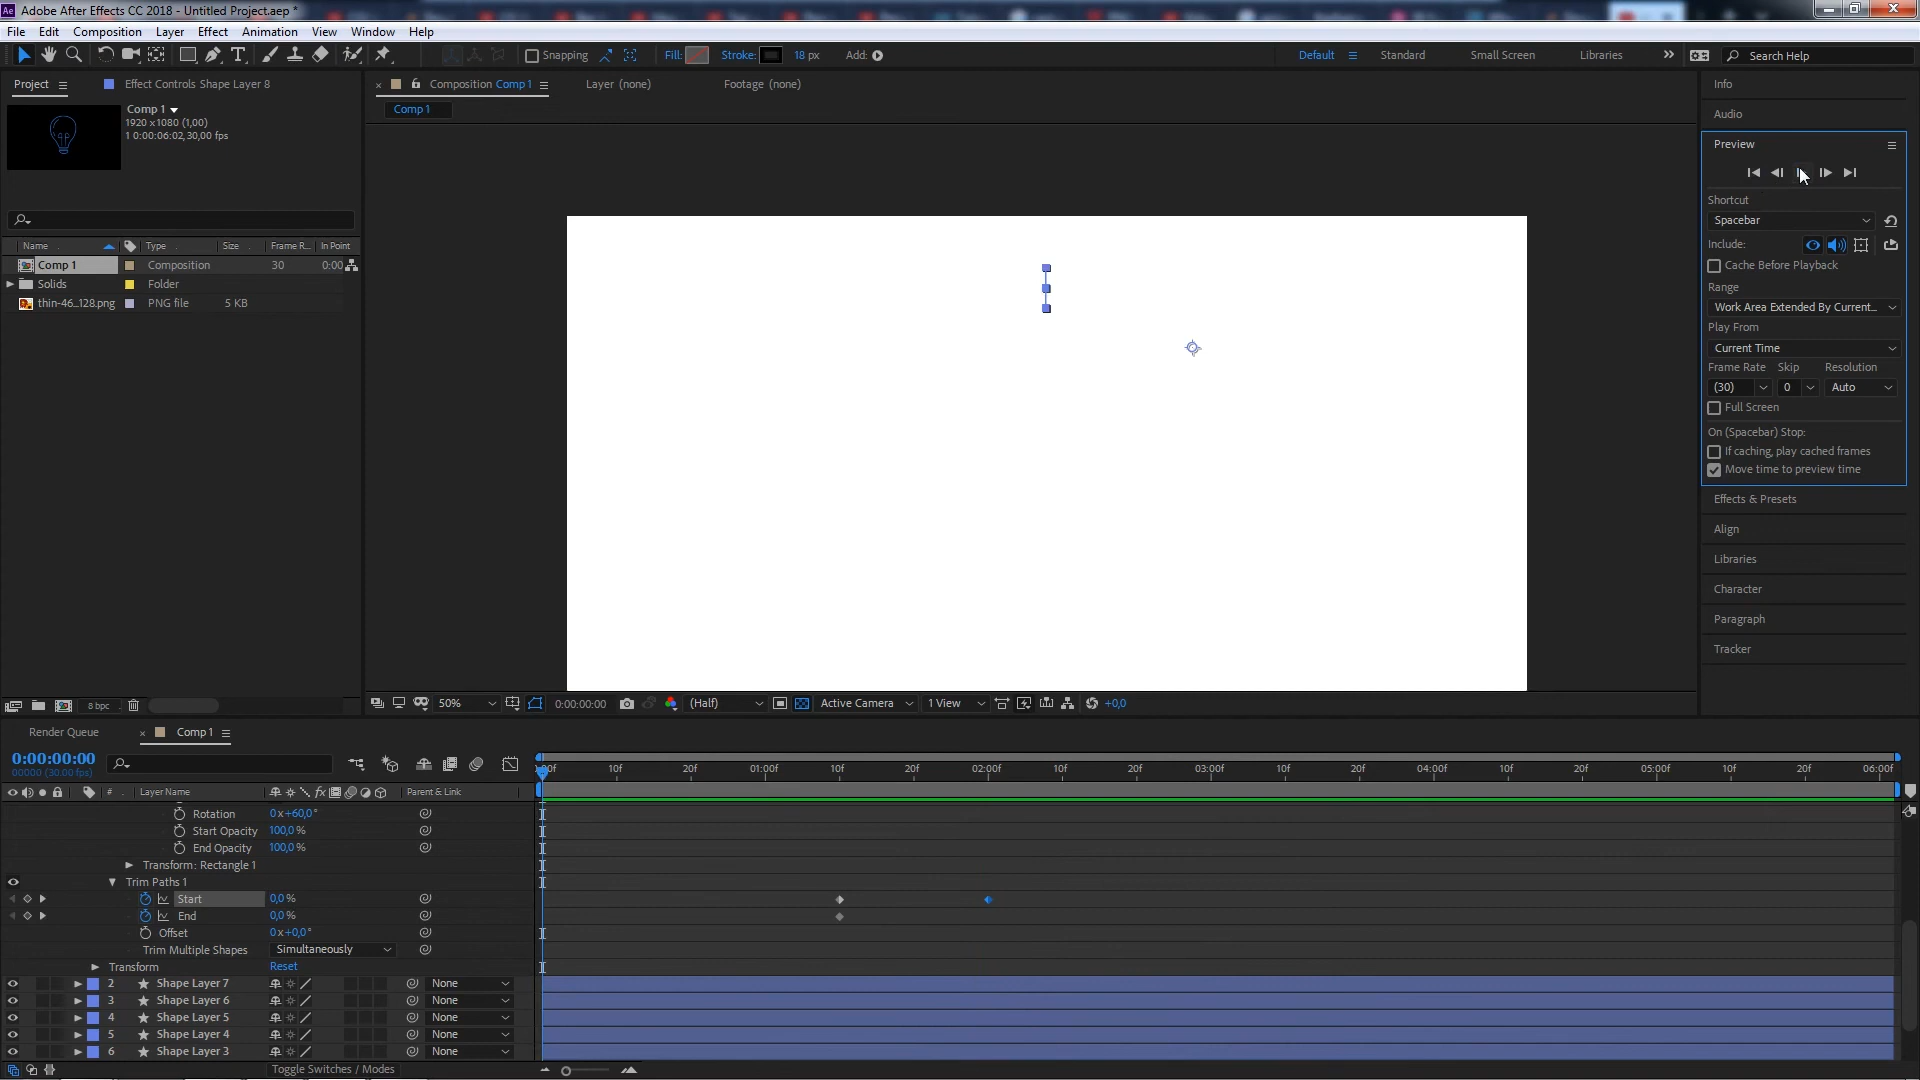 Ae Adobe After Effects CC 2018 - Untitled Project.aep *
File Edit Composition Layer Effect Animation View Window Help
Snapping Fill: Stroke: 18 px Add: Default Standard Small Screen Libraries Search Help
Project Effect Controls Shape Layer 8
Comp 1
1920 x1080 (1,00)
1 0:00:06:02, 30,00 fps
Name Type Size Frame R... In Point
Comp 1 Composition 30 0:00
Solids Folder
thin-46...128.png PNG file 5 KB
8 bpc
Composition Comp 1 Layer (none) Footage (none)
Comp 1
50% 0:00:00:00 (Half) Active Camera 1 View +0,0
Info
Audio
Preview
Shortcut
Spacebar
Include:
Cache Before Playback
Range
Work Area Extended By Current...
Play From
Current Time
Frame Rate Skip Resolution
(30) 0 Auto
Full Screen
On (Spacebar) Stop:
If caching, play cached frames
Move time to preview time
Effects & Presets
Align
Libraries
Character
Paragraph
Tracker
Render Queue Comp 1
0:00:00:00
00000 (30.00 fps)
:00f 10f 20f 01:00f 10f 20f 02:00f 10f 20f 03:00f 10f 20f 04:00f 10f 20f 05:00f 10f 20f 06:00f
# Layer Name Parent & Link
Rotation 0x+60,0°
Start Opacity 100,0 %
End Opacity 100,0 %
Transform: Rectangle 1
Trim Paths 1
Start 0,0 %
End 0,0 %
Offset 0x+0,0°
Trim Multiple Shapes Simultaneously
Transform Reset
2 Shape Layer 7 None
3 Shape Layer 6 None
4 Shape Layer 5 None
5 Shape Layer 4 None
6 Shape Layer 3 None
Toggle Switches / Modes